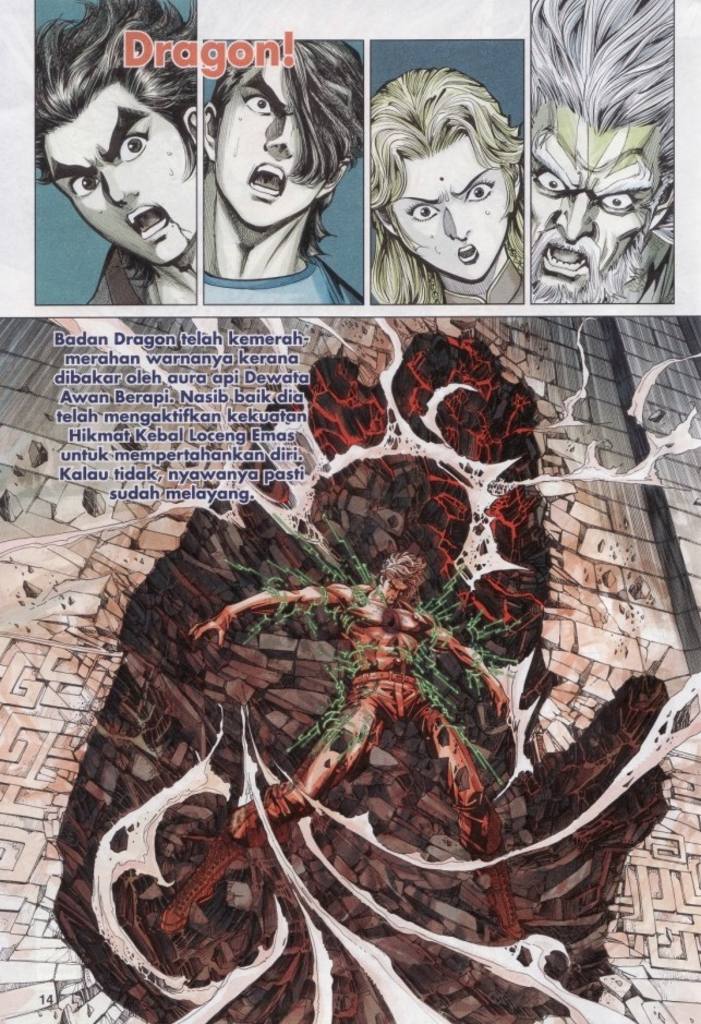 Dragon!
Badan Dragon telah kemerah-
merahan warnanya kerana
dibakar oleh aura api Dewata
Awan Berapi. Nasib baik dia
telah mengaktifkan kekuatan
Hikmat Kebal Loceng Emas
untuk mempertahankan diri.
Kalau tidak, nyawanya pasti
sudah melayang.
14